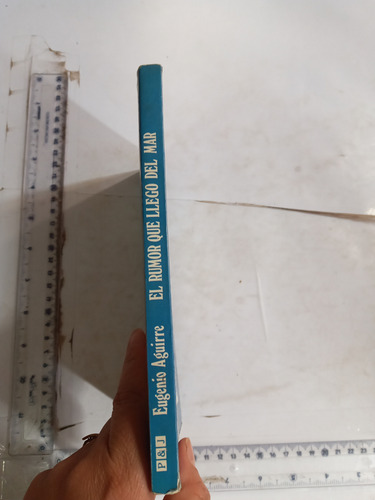 EL RUMOR QUE LLEGO DEL MAR
Eugenio Aguirre
P & J